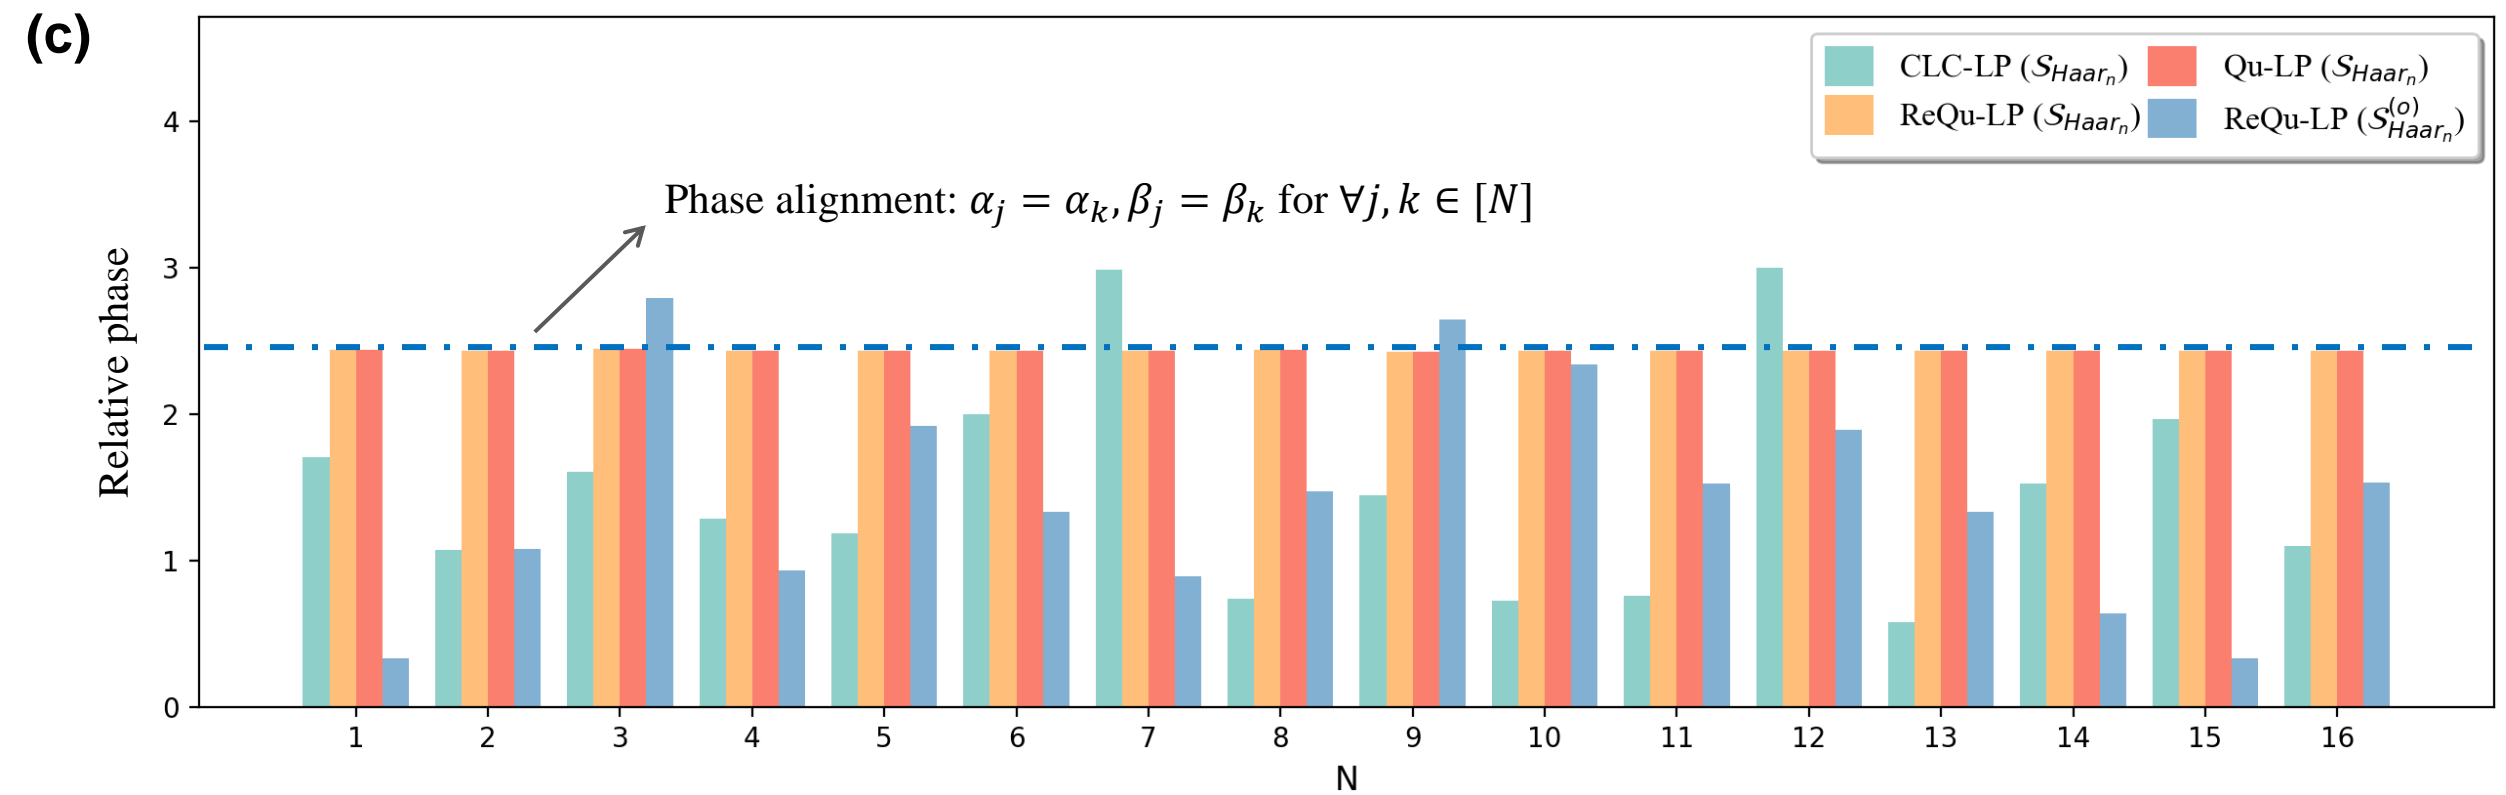 (c)
CLC-LP (𝒮_{Haar_n}) Qu-LP (𝒮_{Haar_n})
ReQu-LP (𝒮_{Haar_n}) ReQu-LP (𝒮^{(o)}_{Haar_n})
Phase alignment: α_j = α_k, β_j = β_k for ∀j, k ∈ [N]
Relative phase
4
3
2
1
0
1 2 3 4 5 6 7 8 9 10 11 12 13 14 15 16
N